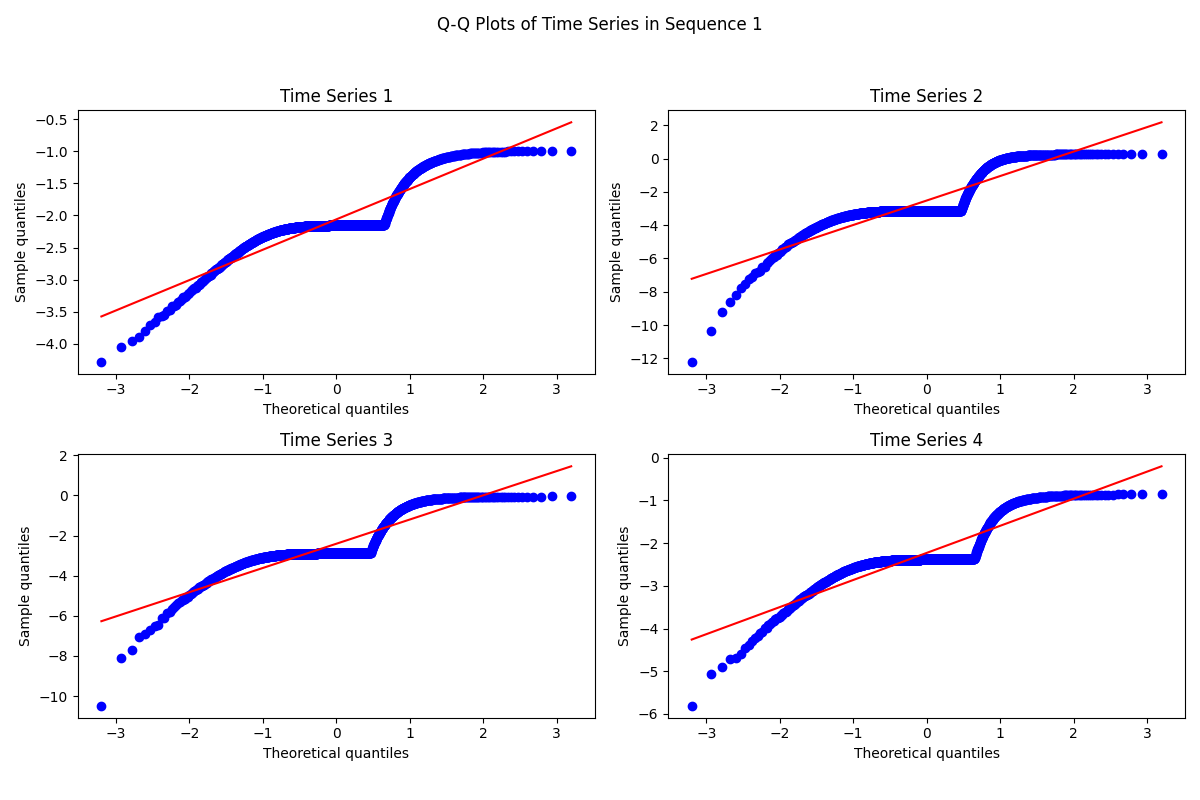 Q-Q Plots of Time Series in Sequence 1
Time Series 1
−0.5
−1.0
−1.5
−2.0
−2.5
−3.0
−3.5
−4.0
Sample quantiles
−3 −2 −1 0 1 2 3
Theoretical quantiles
Time Series 2
2
0
−2
−4
−6
−8
−10
−12
Sample quantiles
−3 −2 −1 0 1 2 3
Theoretical quantiles
Time Series 3
2
0
−2
−4
−6
−8
−10
Sample quantiles
−3 −2 −1 0 1 2 3
Theoretical quantiles
Time Series 4
0
−1
−2
−3
−4
−5
−6
Sample quantiles
−3 −2 −1 0 1 2 3
Theoretical quantiles